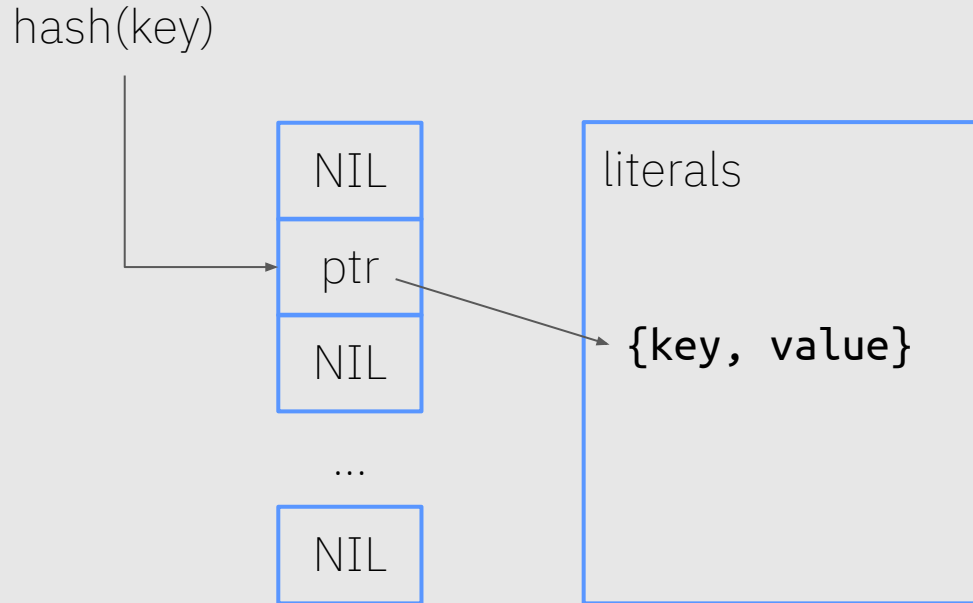 hash(key)
NIL
literals
ptr
{key, value}
NIL
...
NIL